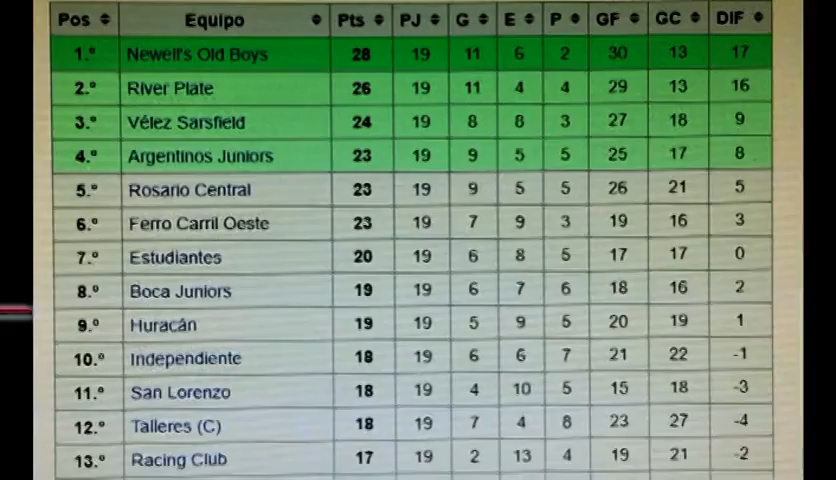 Pos Equipo Pts PJ G E P GF GC DIF
1.º Newell's Old Boys 28 19 11 6 2 30 13 17
2.º River Plate 26 19 11 4 4 29 13 16
3.º Vélez Sarsfield 24 19 8 8 3 27 18 9
4.º Argentinos Juniors 23 19 9 5 5 25 17 8
5.º Rosario Central 23 19 9 5 5 26 21 5
6.º Ferro Carril Oeste 23 19 7 9 3 19 16 3
7.º Estudiantes 20 19 6 8 5 17 17 0
8.º Boca Juniors 19 19 6 7 6 18 16 2
9.º Huracán 19 19 5 9 5 20 19 1
10.º Independiente 18 19 6 6 7 21 22 -1
11.º San Lorenzo 18 19 4 10 5 15 18 -3
12.º Talleres (C) 18 19 7 4 8 23 27 -4
13.º Racing Club 17 19 2 13 4 19 21 -2